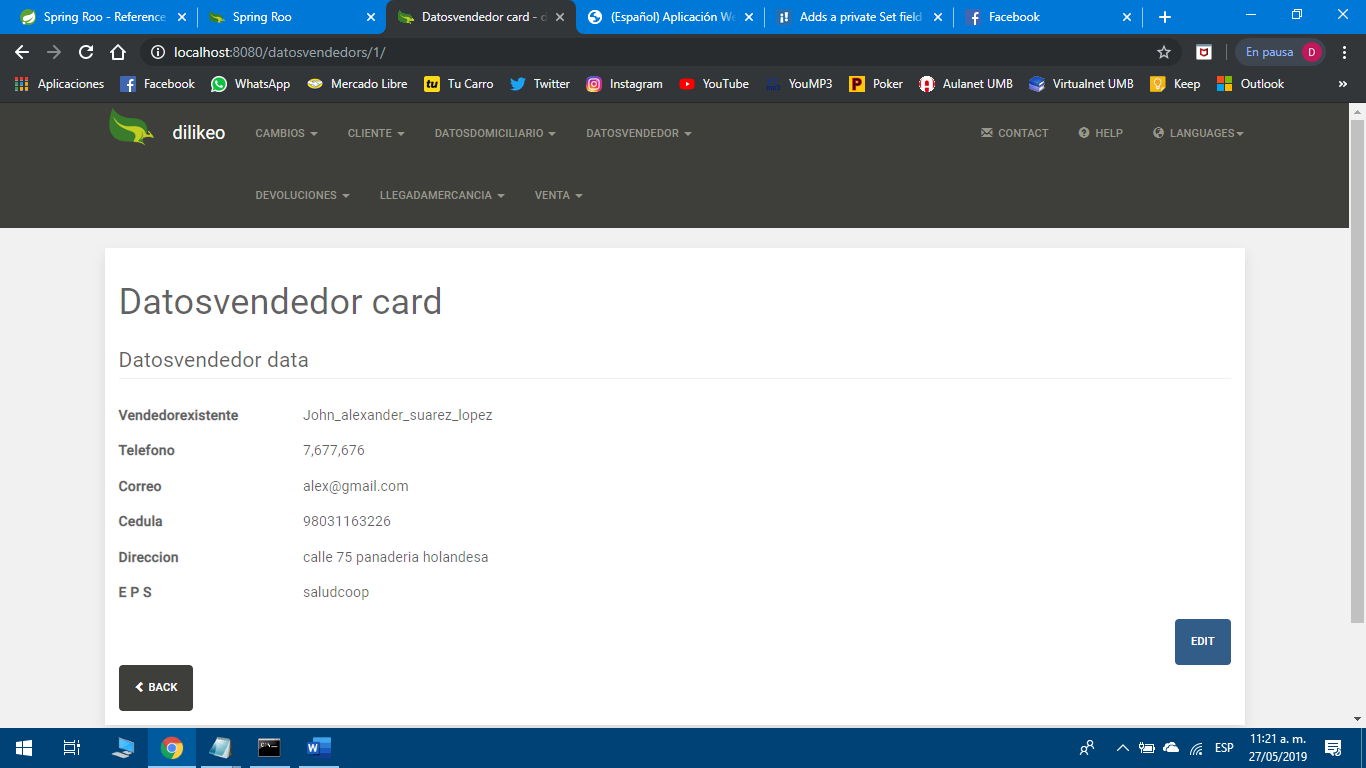 Spring Roo - Reference
Spring Roo
Datosvendedor card - d
(Español) Aplicación We
Adds a private Set field
Facebook
localhost:8080/datosvendedors/1/
En pausa
D
Aplicaciones
Facebook
WhatsApp
Mercado Libre
tu Tu Carro
Twitter
Instagram
YouTube
YouMP3
P Poker
Aulanet UMB
Virtualnet UMB
Keep
Outlook
»
dilikeo
CAMBIOS
CLIENTE
DATOSDOMICILIARIO
DATOSVENDEDOR
CONTACT
HELP
LANGUAGES
DEVOLUCIONES
LLEGADAMERCANCIA
VENTA
Datosvendedor card
Datosvendedor data
Vendedorexistente John_alexander_suarez_lopez
Telefono 7,677,676
Correo alex@gmail.com
Cedula 98031163226
Direccion calle 75 panaderia holandesa
E P S saludcoop
EDIT
BACK
ESP
11:21 a. m.
27/05/2019